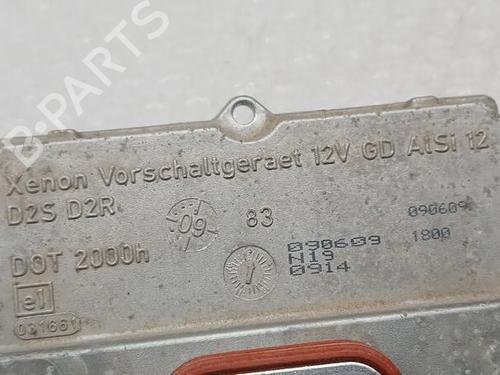 B-PARTS
Xenon Vorschaltgeraet 12V GD AlSi 12
D2S D2R
09
83
090609
DOT 2000h
090609
1800
N19
0914
e1
031661
B-PARTS